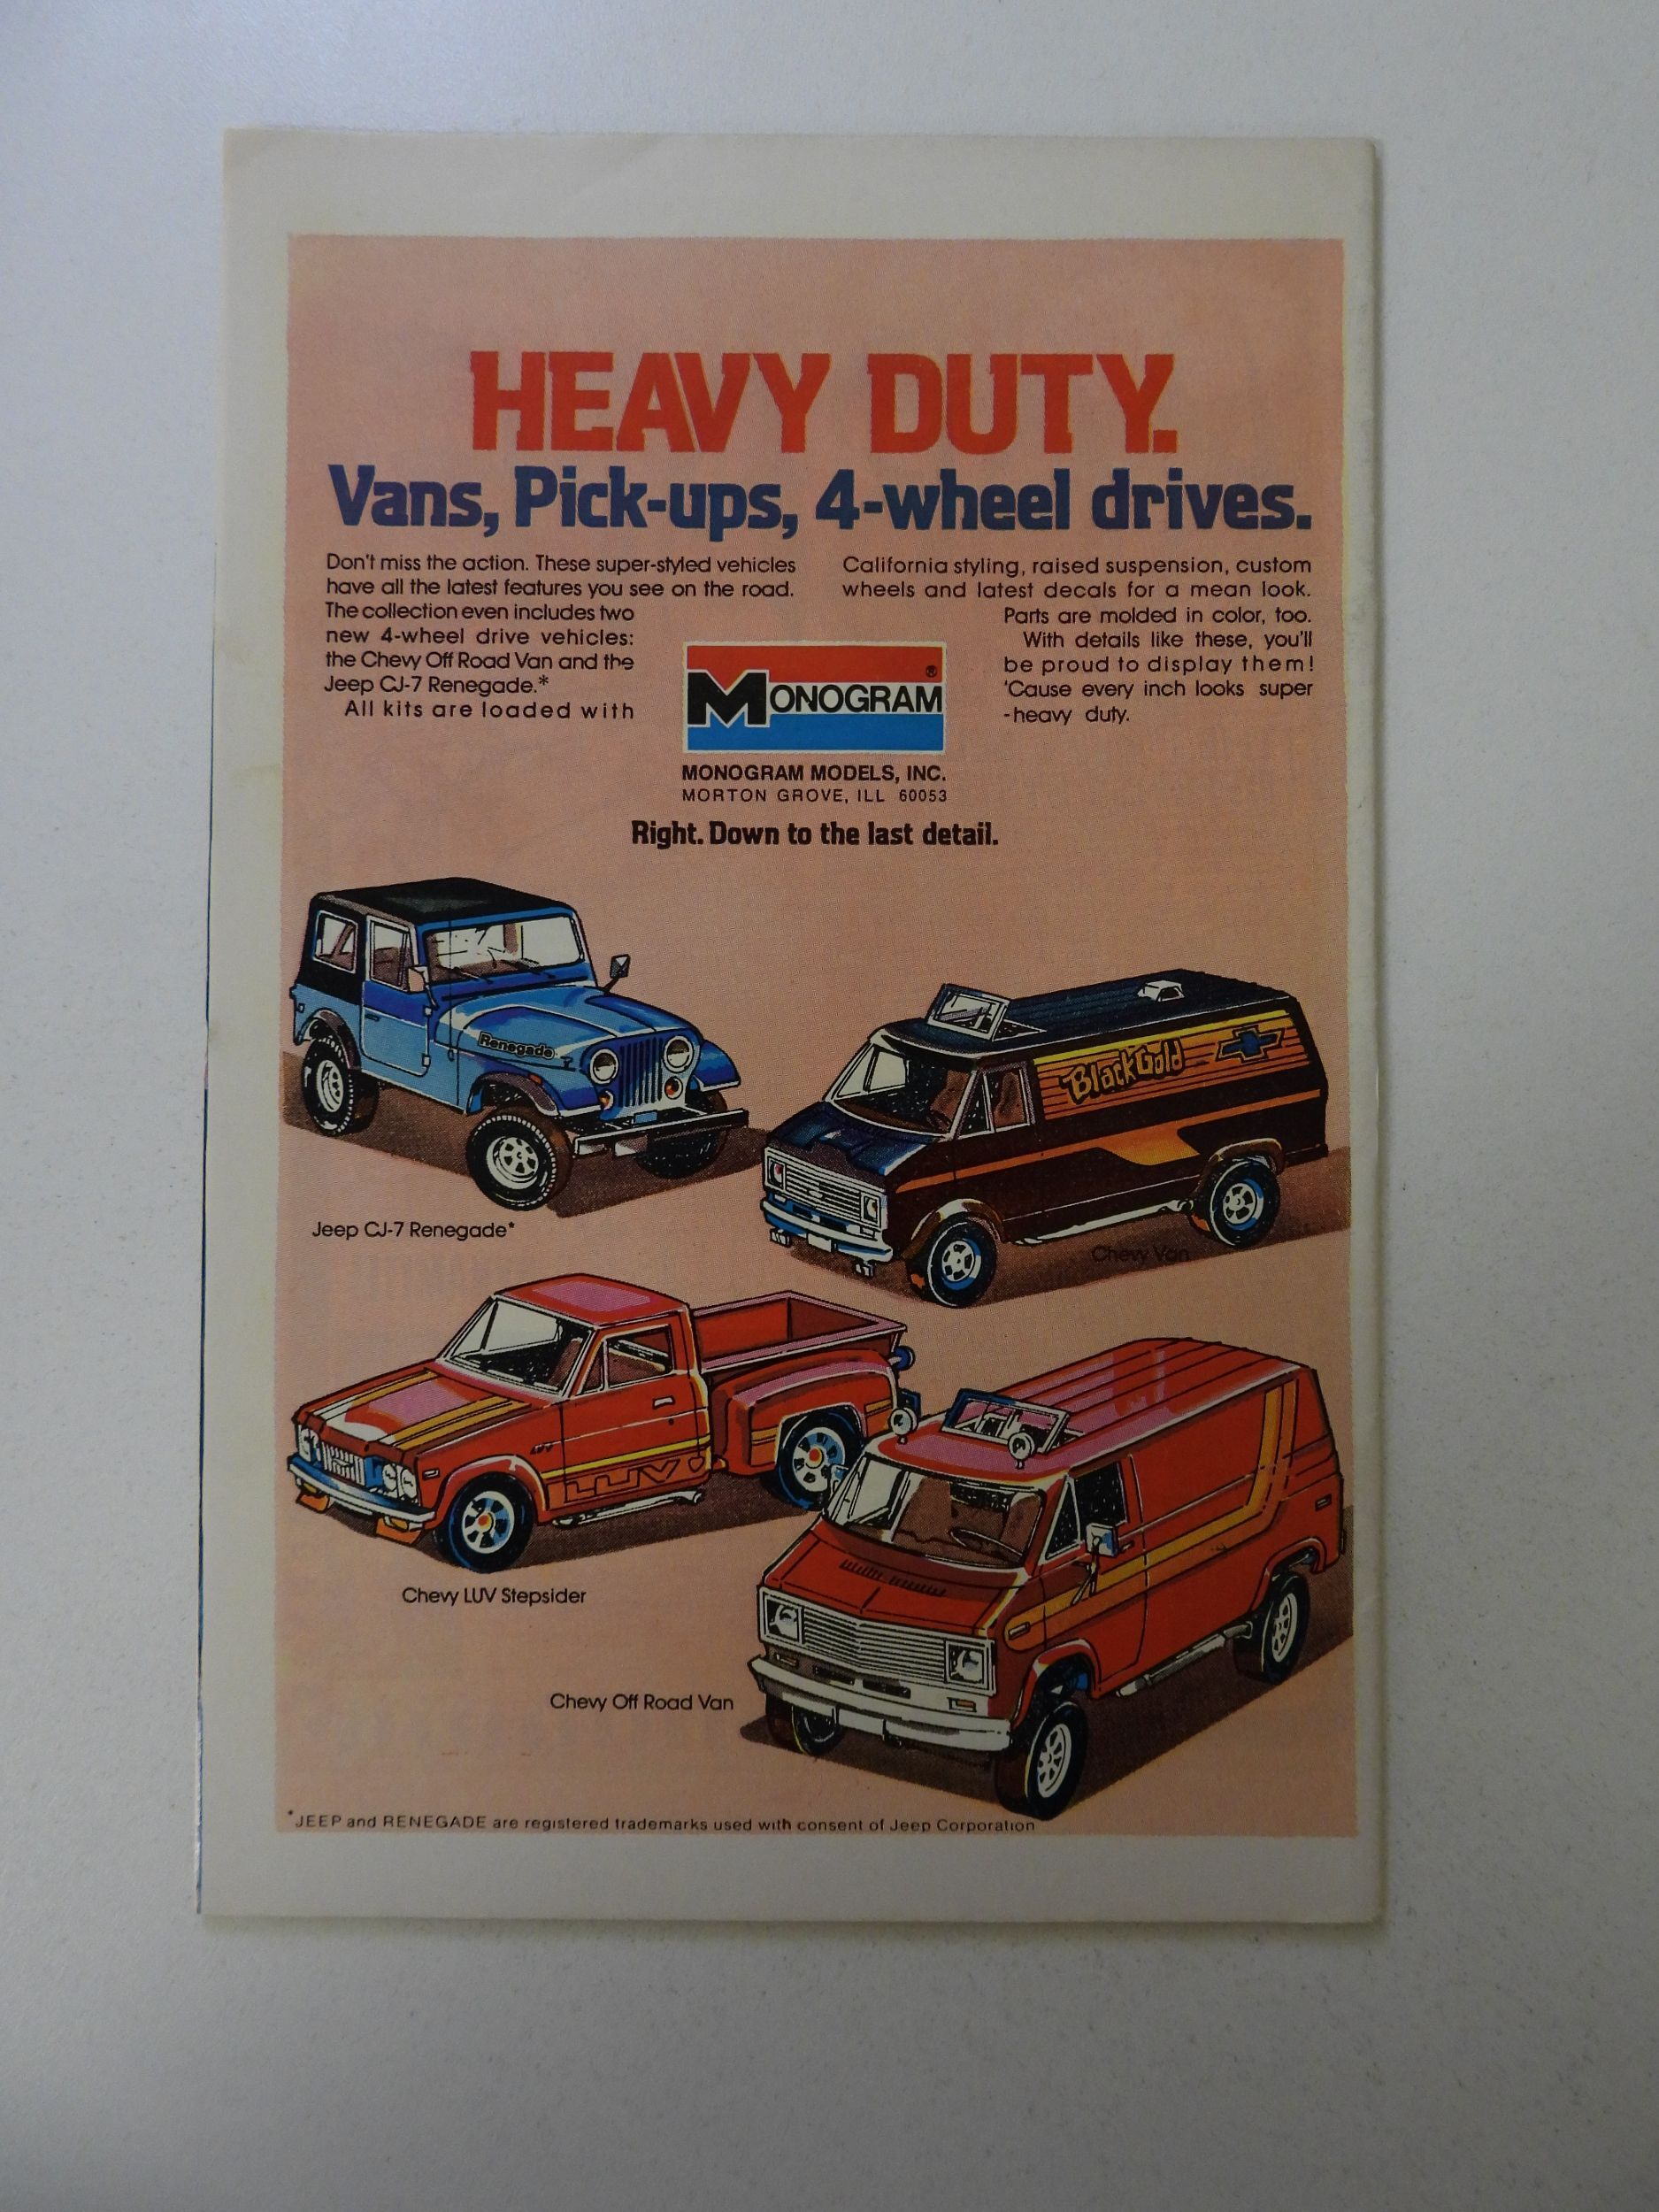 HEAVY DUTY.
Vans, Pick-ups, 4-wheel drives.
Don't miss the action. These super-styled vehicles
have all the latest features you see on the road.
The collection even includes two
new 4-wheel drive vehicles:
the Chevy Off Road Van and the
Jeep CJ-7 Renegade.*
All kits are loaded with
California styling, raised suspension, custom
wheels and latest decals for a mean look.
Parts are molded in color, too.
With details like these, you'll
be proud to display them!
'Cause every inch looks super
-heavy duty.
MONOGRAM ®
MONOGRAM MODELS, INC.
MORTON GROVE, ILL 60053
Right. Down to the last detail.
Renegade
Jeep CJ-7 Renegade*
Black Gold
Chevy Van
LUV
LUV
Chevy LUV Stepsider
Chevy Off Road Van
*JEEP and RENEGADE are registered trademarks used with consent of Jeep Corporation